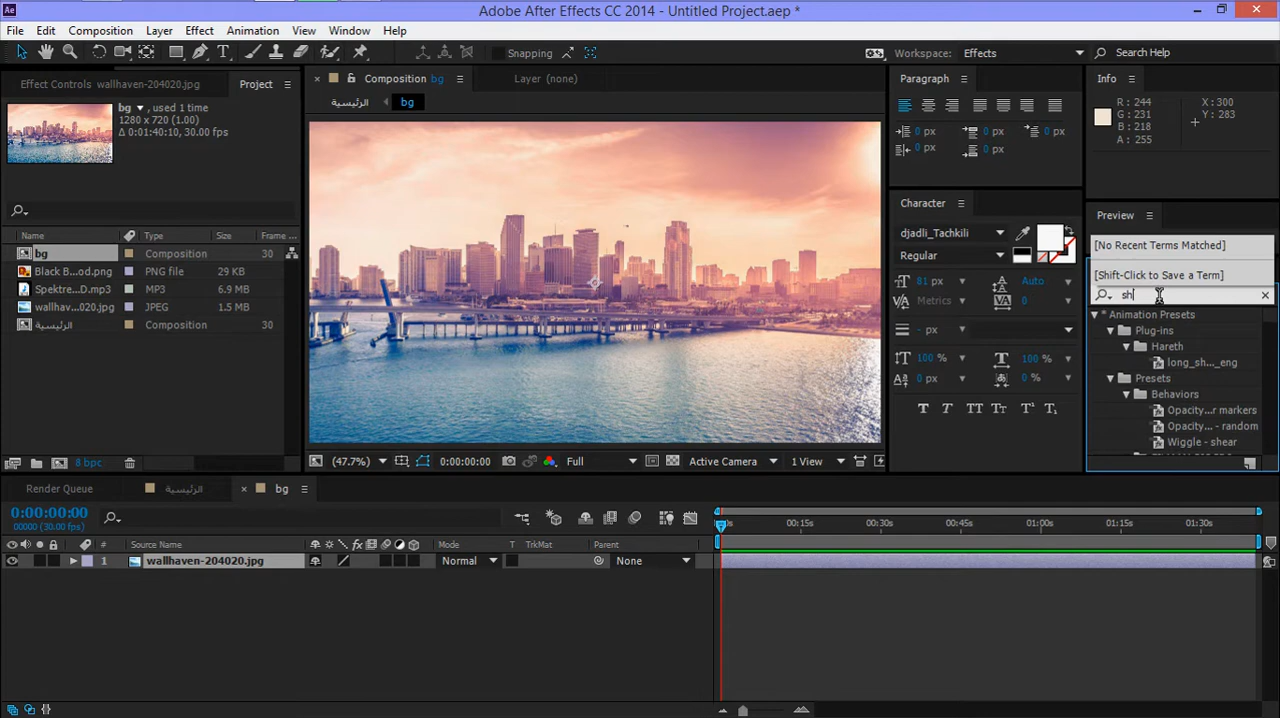 Ae Adobe After Effects CC 2014 - Untitled Project.aep *
File Edit Composition Layer Effect Animation View Window Help
Snapping Workspace: Effects Search Help
Effect Controls wallhaven-204020.jpg Project
Composition bg Layer (none)
Paragraph
Info
bg , used 1 time
1280 x 720 (1.00)
Δ 0:01:40:10, 30.00 fps
الرئيسية bg
0 px 0 px 0 px
0 px 0 px
R : 244
G : 231
B : 218
A : 255
X : 300
Y : 283
Character
djadli_Tachkili
Regular
81 px Auto
Metrics 0
- px
100 % 100 %
0 px 0 %
T T TT Tt T¹ T₁
Preview
[No Recent Terms Matched]
[Shift-Click to Save a Term]
sh
* Animation Presets
Plug-ins
Hareth
long_sh..._eng
Presets
Behaviors
Opacity...r markers
Opacity... - random
Wiggle - shear
Name Type Size Frame ...
bg Composition 30
Black B...od.png PNG file 29 KB
Spektre...D.mp3 MP3 6.9 MB
wallhav...020.jpg JPEG 1.5 MB
الرئيسية Composition 30
8 bpc
(47.7%) 0:00:00:00 Full Active Camera 1 View
Render Queue الرئيسية bg
0:00:00:00
00000 (30.00 fps)
00:15s 00:30s 00:45s 01:00s 01:15s 01:30s
# Source Name Mode T TrkMat Parent
1 wallhaven-204020.jpg Normal None